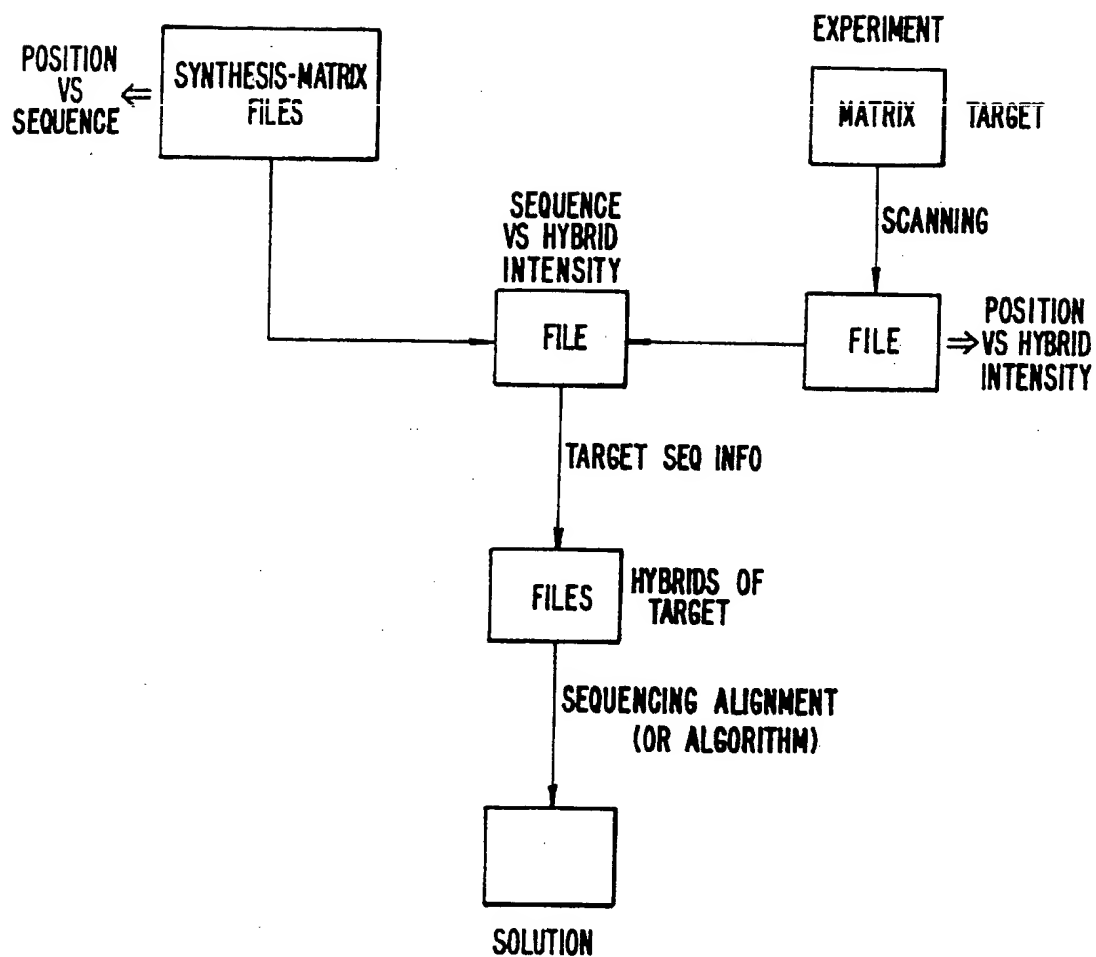 POSITION
VS
SEQUENCE
⇐
SYNTHESIS-MATRIX
FILES
EXPERIMENT
MATRIX
TARGET
SCANNING
SEQUENCE
VS HYBRID
INTENSITY
FILE
FILE
⇒
POSITION
VS HYBRID
INTENSITY
TARGET SEQ INFO
FILES
HYBRIDS OF
TARGET
SEQUENCING ALIGNMENT
(OR ALGORITHM)
SOLUTION